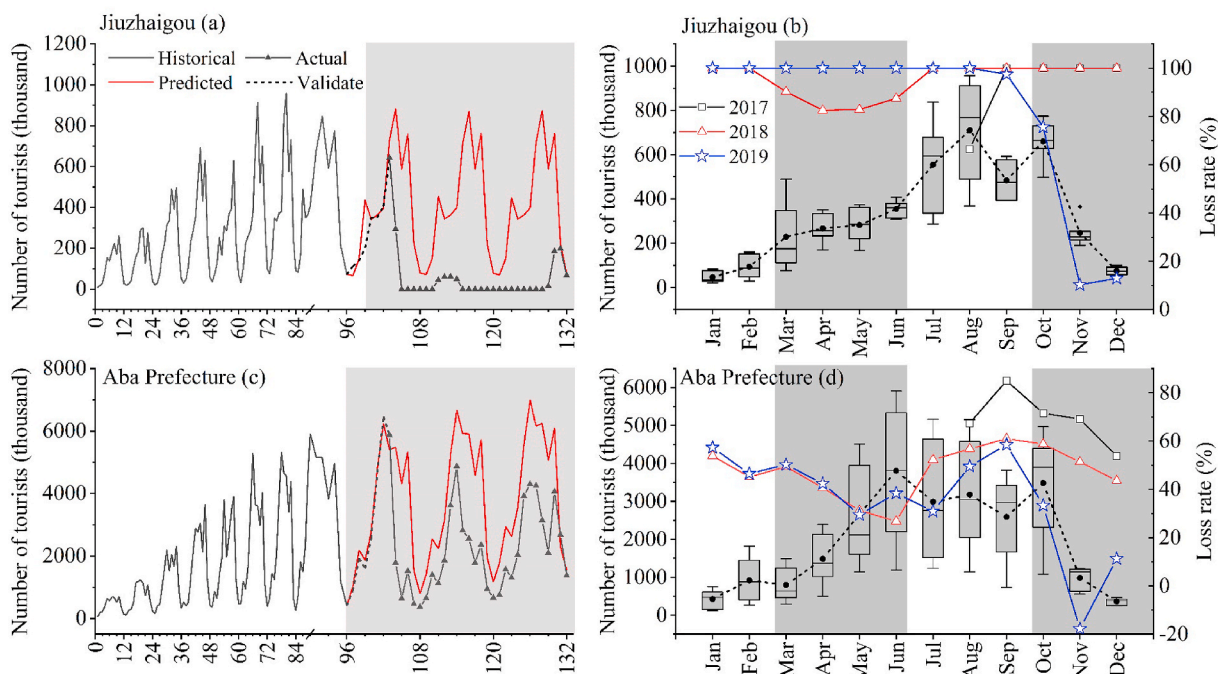 Jiuzhaigou (a)
Number of tourists (thousand)
1200
1000
800
600
400
200
0
Historical
Actual
Predicted
Validate
0 12 24 36 48 60 72 84 96 108 120 132
Jiuzhaigou (b)
Number of tourists (thousand)
1000
800
600
400
200
0
2017
2018
2019
100
90
80
70
60
50
40
30
20
10
0
Loss rate (%)
Jan Feb Mar Apr May Jun Jul Aug Sep Oct Nov Dec
Aba Prefecture (c)
Number of tourists (thousand)
8000
6000
4000
2000
0
0 12 24 36 48 60 72 84 96 108 120 132
Aba Prefecture (d)
Number of tourists (thousand)
6000
5000
4000
3000
2000
1000
0
80
60
40
20
0
-20
Loss rate (%)
Jan Feb Mar Apr May Jun Jul Aug Sep Oct Nov Dec